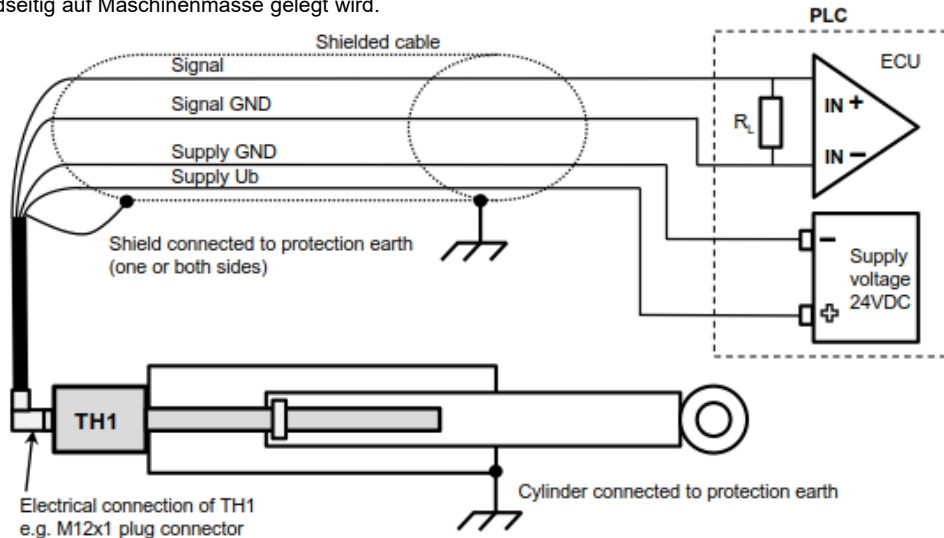 dseitig auf Maschinenmasse gelegt wird.
PLC
Shielded cable
Signal
ECU
Signal GND
IN +
R_L
IN −
Supply GND
Supply Ub
Shield connected to protection earth
(one or both sides)
−
Supply
voltage
24VDC
+
TH1
Electrical connection of TH1
e.g. M12x1 plug connector
Cylinder connected to protection earth